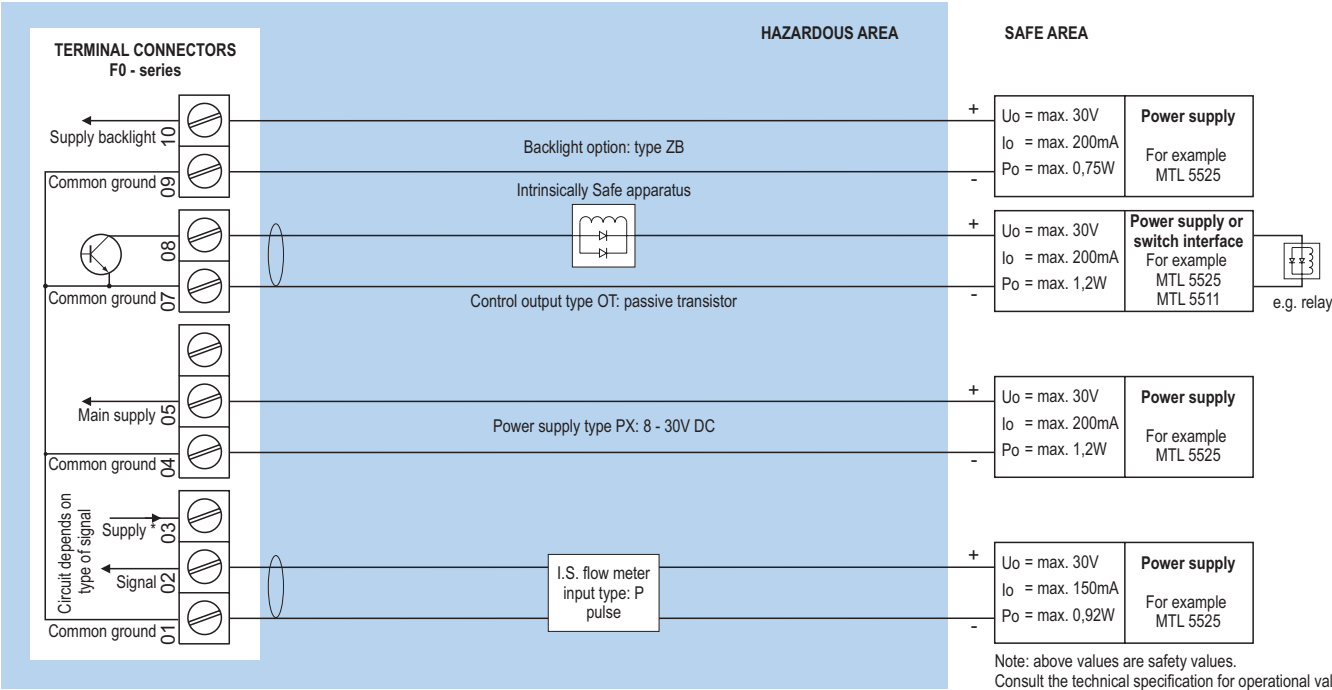 HAZARDOUS AREA
SAFE AREA
TERMINAL CONNECTORS
F0 - series
Supply backlight
10
Common ground
09
08
Common ground
07
Main supply
05
Common ground
04
Circuit depends on
type of signal
Supply *
03
Signal
02
Common ground
01
Backlight option: type ZB
Intrinsically Safe apparatus
Control output type OT: passive transistor
Power supply type PX: 8 - 30V DC
I.S. flow meter
input type: P
pulse
+
-
Uo = max. 30V
Io = max. 200mA
Po = max. 0,75W
Power supply
For example
MTL 5525
+
-
Uo = max. 30V
Io = max. 200mA
Po = max. 1,2W
Power supply or
switch interface
For example
MTL 5525
MTL 5511
e.g. relay
+
-
Uo = max. 30V
Io = max. 200mA
Po = max. 1,2W
Power supply
For example
MTL 5525
+
-
Uo = max. 30V
Io = max. 150mA
Po = max. 0,92W
Power supply
For example
MTL 5525
Note: above values are safety values.
Consult the technical specification for operational val